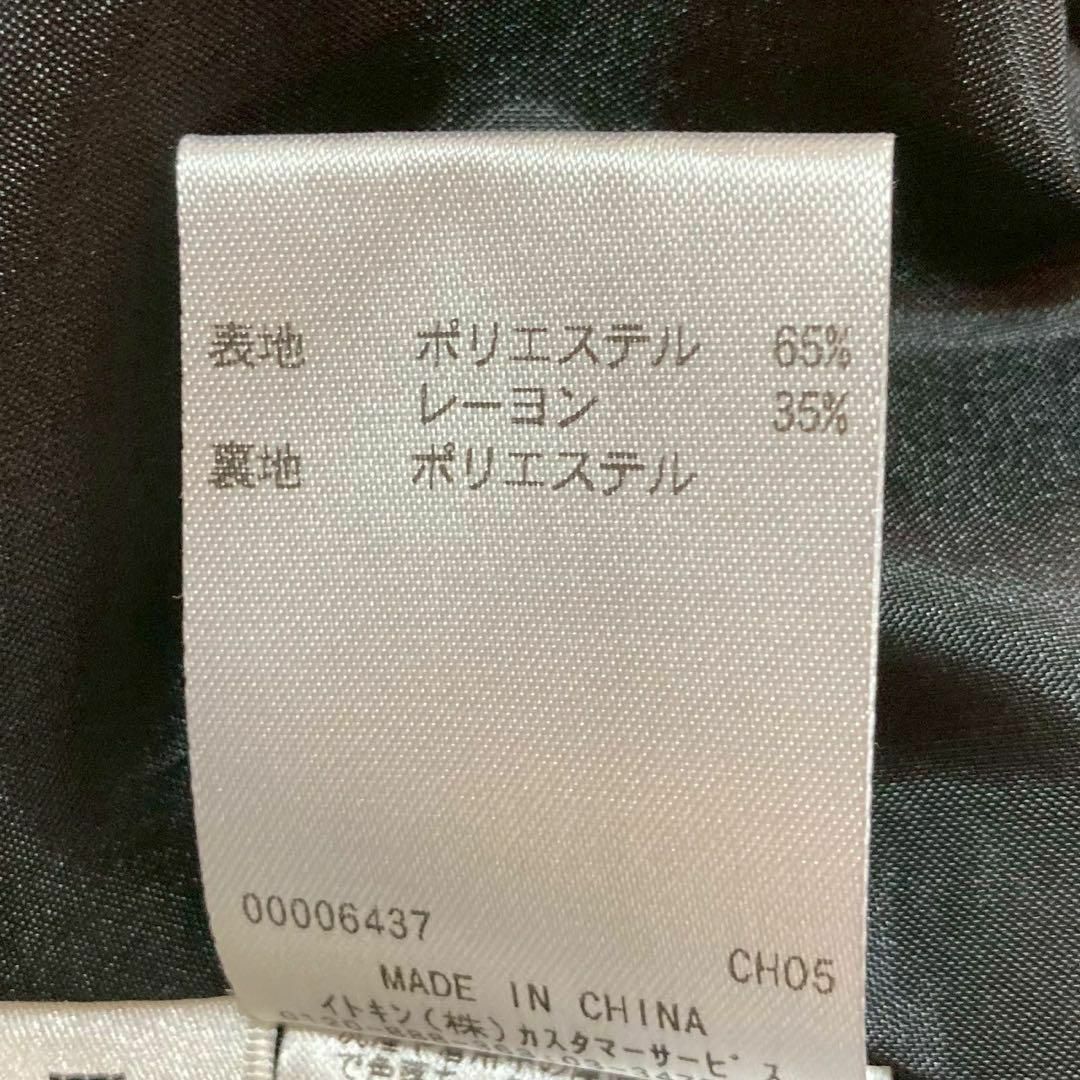 表地 ポリエステル 65%
レーヨン 35%
裏地 ポリエステル
00006437
CH05
MADE IN CHINA
イトキン(株)カスタマーサービス